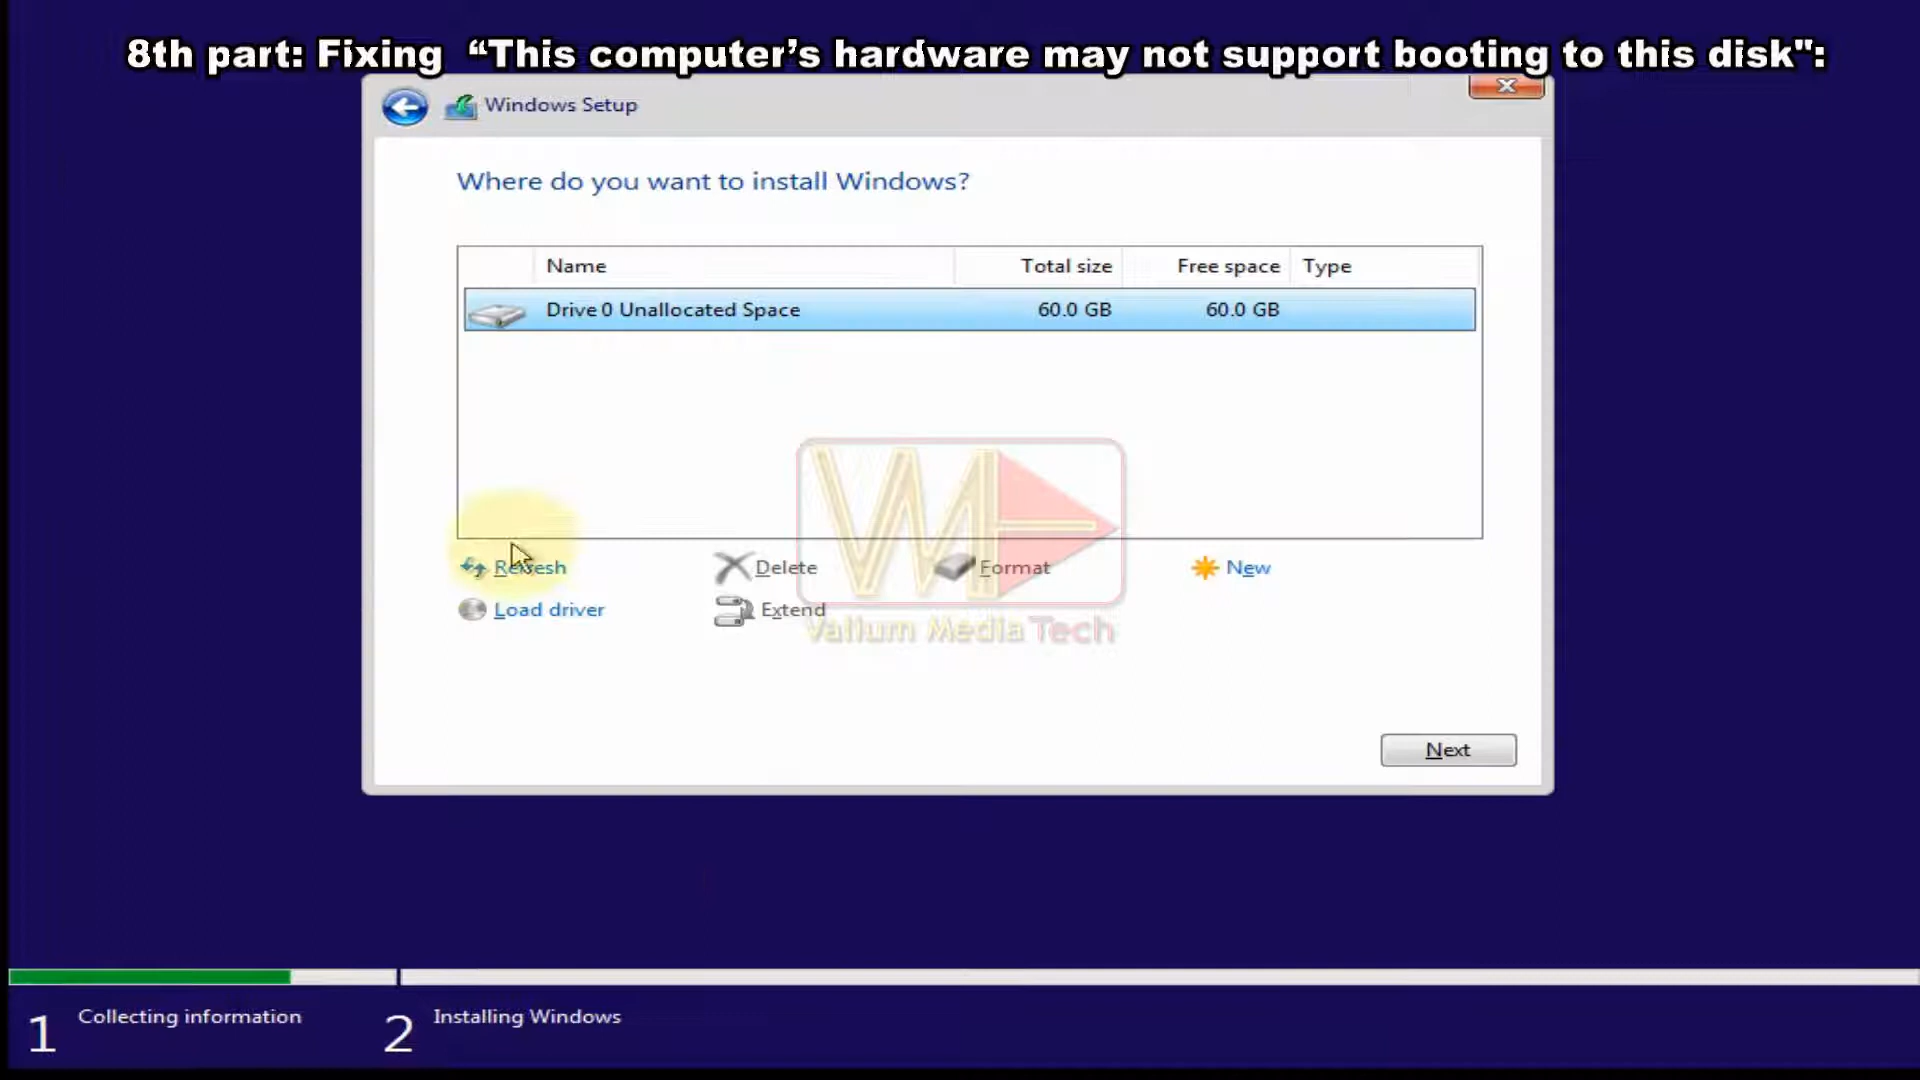 8th part: Fixing “This computer’s hardware may not support booting to this disk":
Windows Setup
Where do you want to install Windows?
Name Total size Free space Type
Drive 0 Unallocated Space 60.0 GB 60.0 GB
Refresh Delete Format New
Load driver Extend
Valium Media Tech
Next
1 Collecting information 2 Installing Windows